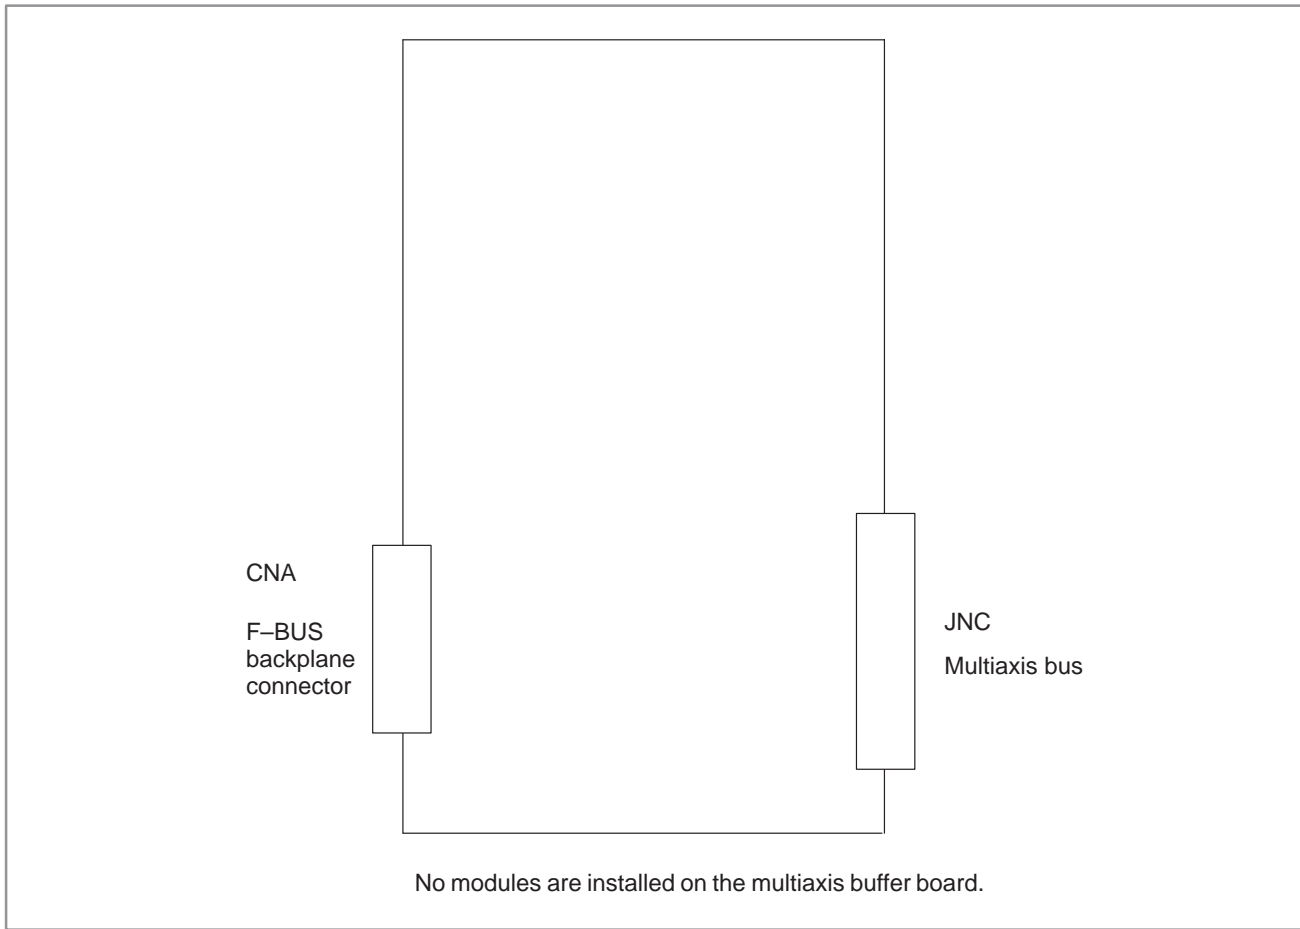 CNA
F–BUS
backplane
connector
JNC
Multiaxis bus
No modules are installed on the multiaxis buffer board.